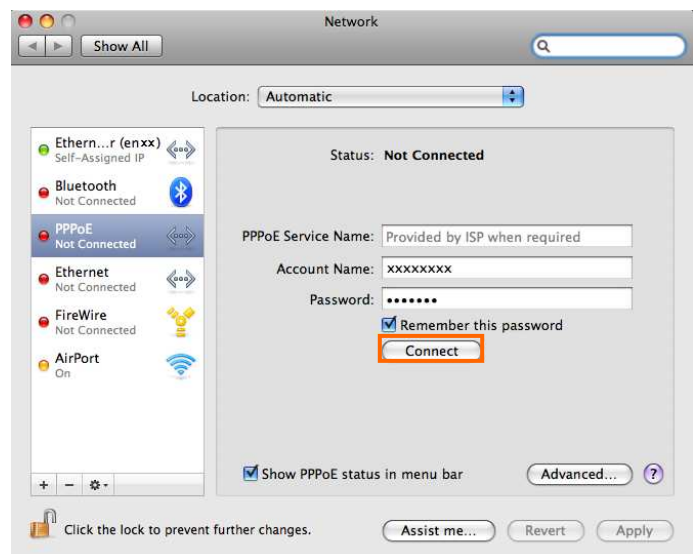 Network
Show All
Location: Automatic
Ethern...r (enxx)
Self-Assigned IP
Bluetooth
Not Connected
PPPoE
Not Connected
Ethernet
Not Connected
FireWire
Not Connected
AirPort
On
+ −
Status: Not Connected
PPPoE Service Name: Provided by ISP when required
Account Name: xxxxxxxx
Password: •••••••
Remember this password
Connect
Show PPPoE status in menu bar
Advanced... ?
Click the lock to prevent further changes.
Assist me... Revert Apply